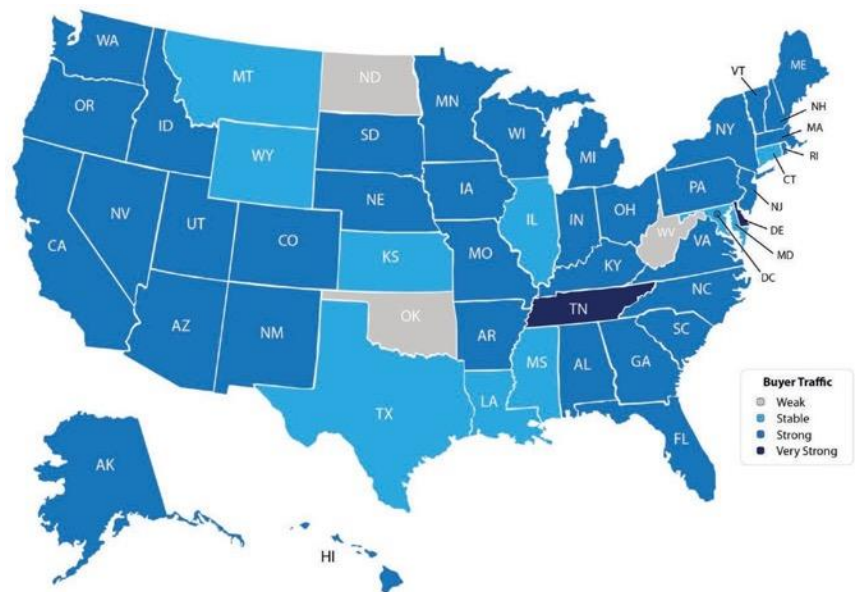 WA
MT
ND
MN
VT
ME
OR
ID
SD
WI
MI
NY
NH
MA
RI
CT
WY
NE
IA
IL
IN
OH
PA
NJ
DE
MD
DC
NV
UT
CO
KS
MO
KY
WV
VA
CA
AZ
NM
OK
AR
TN
NC
SC
TX
LA
MS
AL
GA
FL
AK
HI
Buyer Traffic
Weak
Stable
Strong
Very Strong